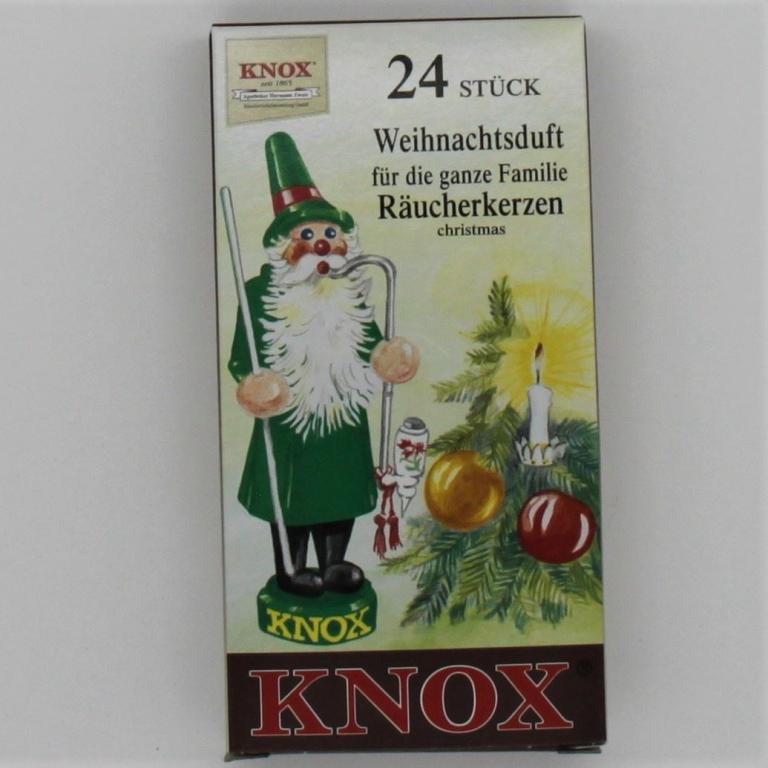 KNOX
seit 1865
24 STÜCK
Weihnachtsduft
für die ganze Familie
Räucherkerzen
christmas
KNOX
KNOX®